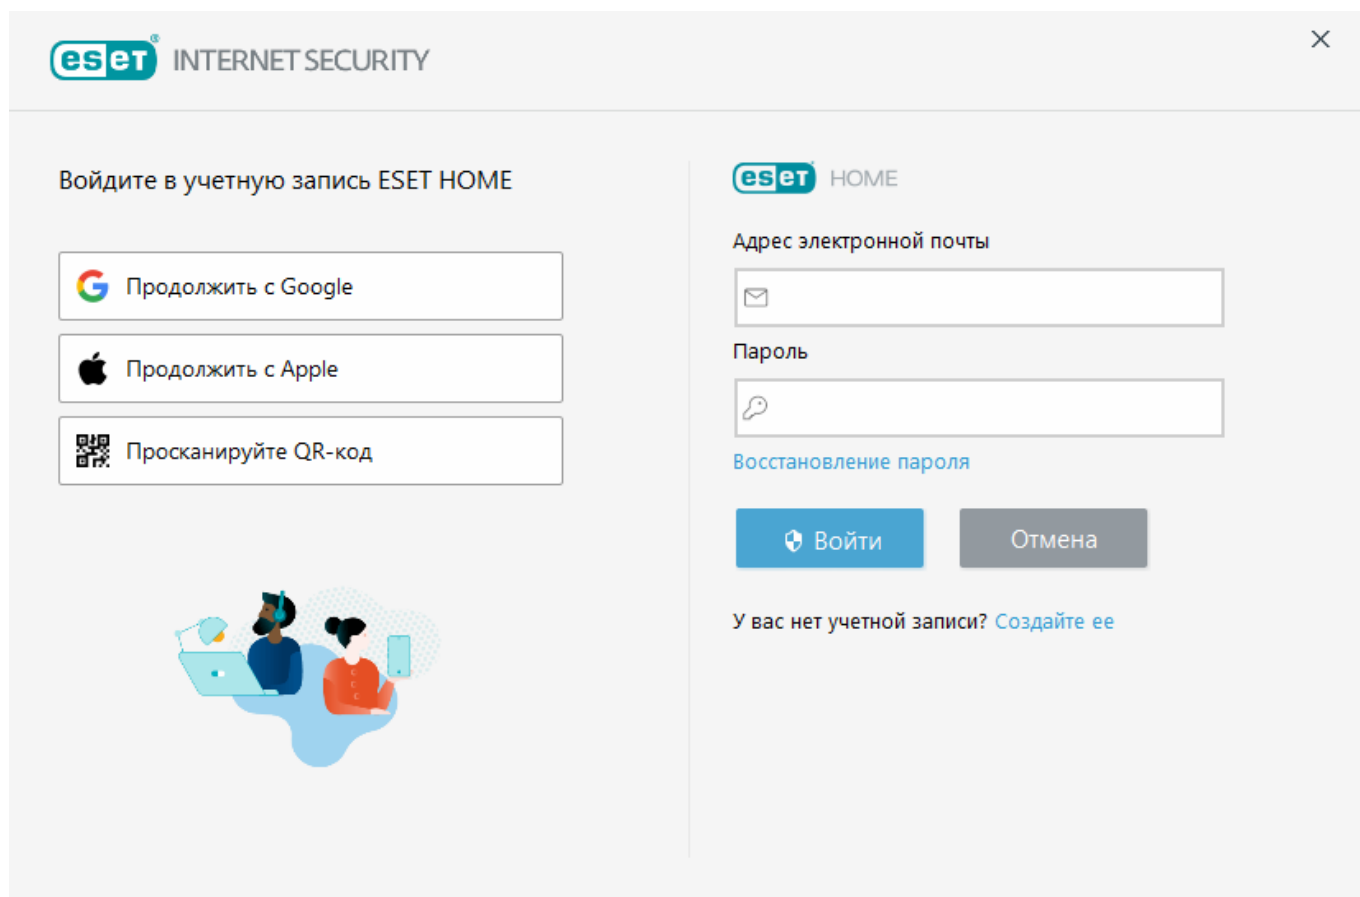 eset® INTERNET SECURITY
Войдите в учетную запись ESET HOME
Продолжить с Google
Продолжить с Apple
Просканируйте QR-код
eset HOME
Адрес электронной почты
Пароль
Восстановление пароля
Войти
Отмена
У вас нет учетной записи? Создайте ее